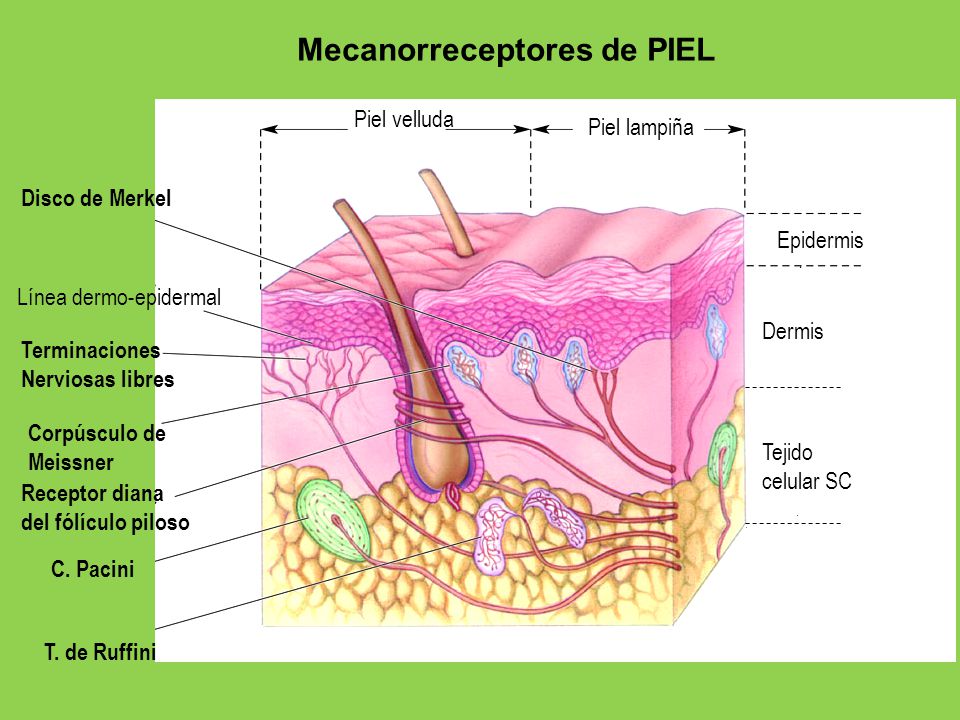 Mecanorreceptores de PIEL
Piel velluda
Piel lampiña
Disco de Merkel
Epidermis
Línea dermo-epidermal
Dermis
Terminaciones
Nerviosas libres
Corpúsculo de
Meissner
Tejido
celular SC
Receptor diana
del fólículo piloso
C. Pacini
T. de Ruffini